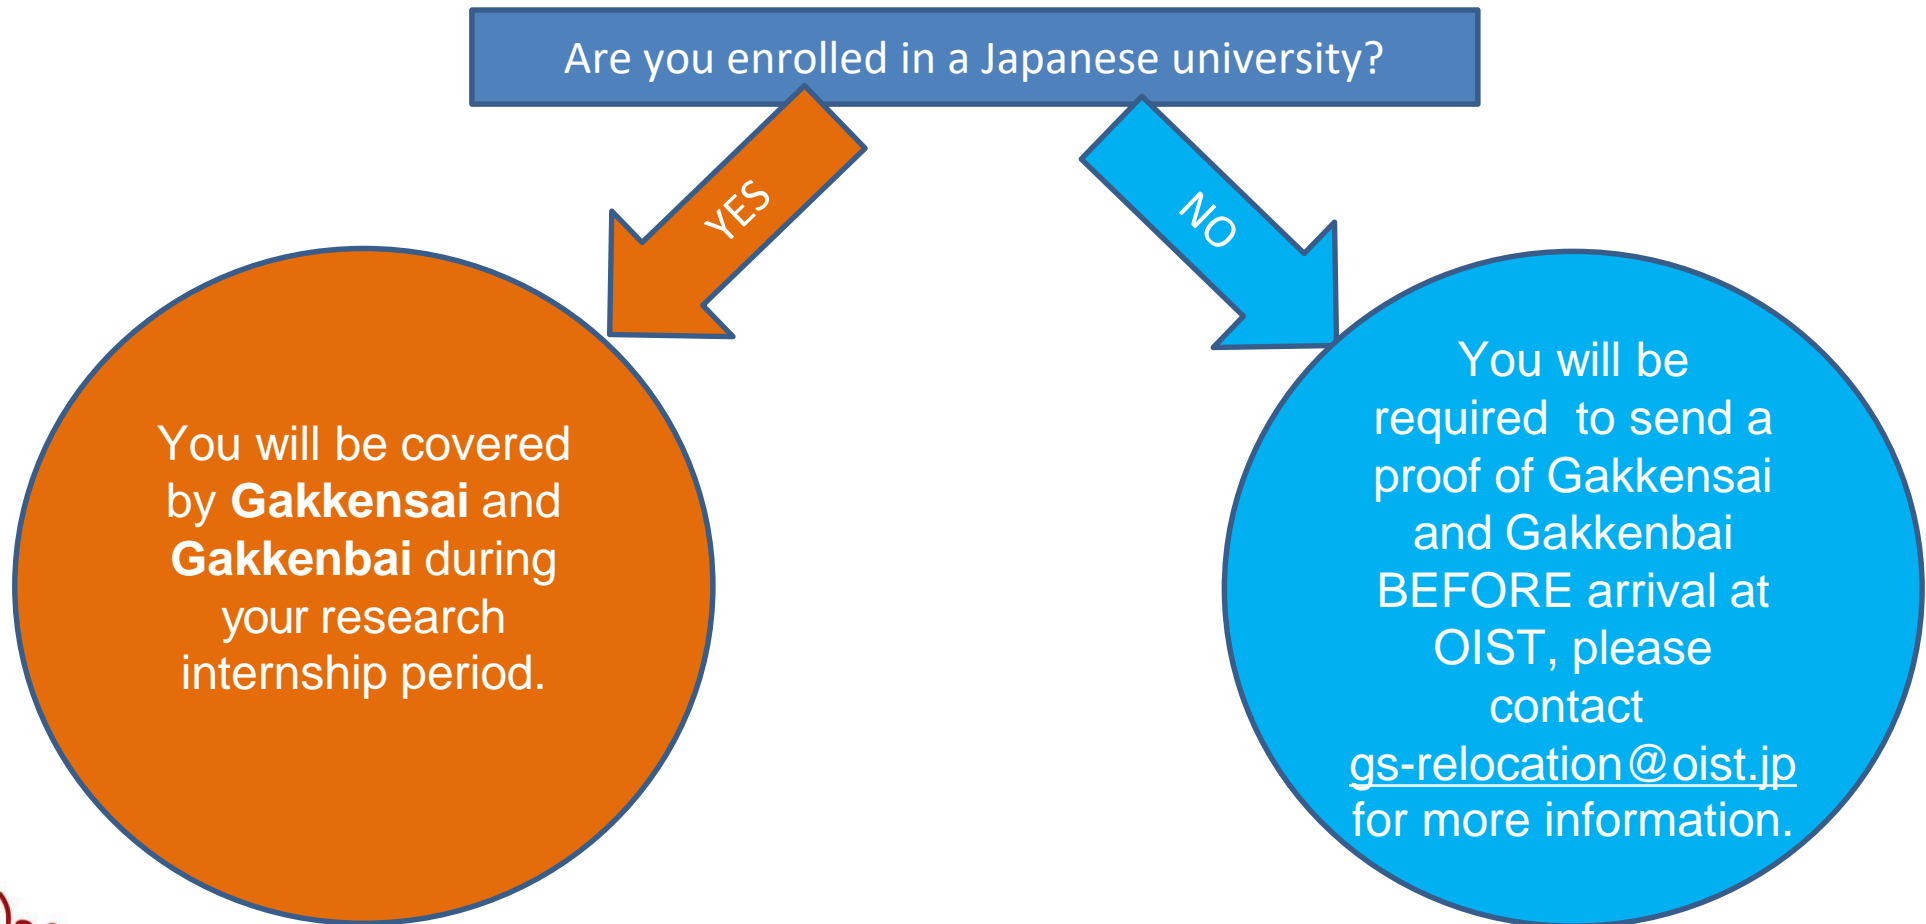 Are you enrolled in a Japanese university?
YES
NO
You will be covered
by Gakkensai and
Gakkenbai during
your research
internship period.
You will be
required  to send a
proof of Gakkensai
and Gakkenbai
BEFORE arrival at
OIST, please
contact
gs-relocation@oist.jp
for more information.